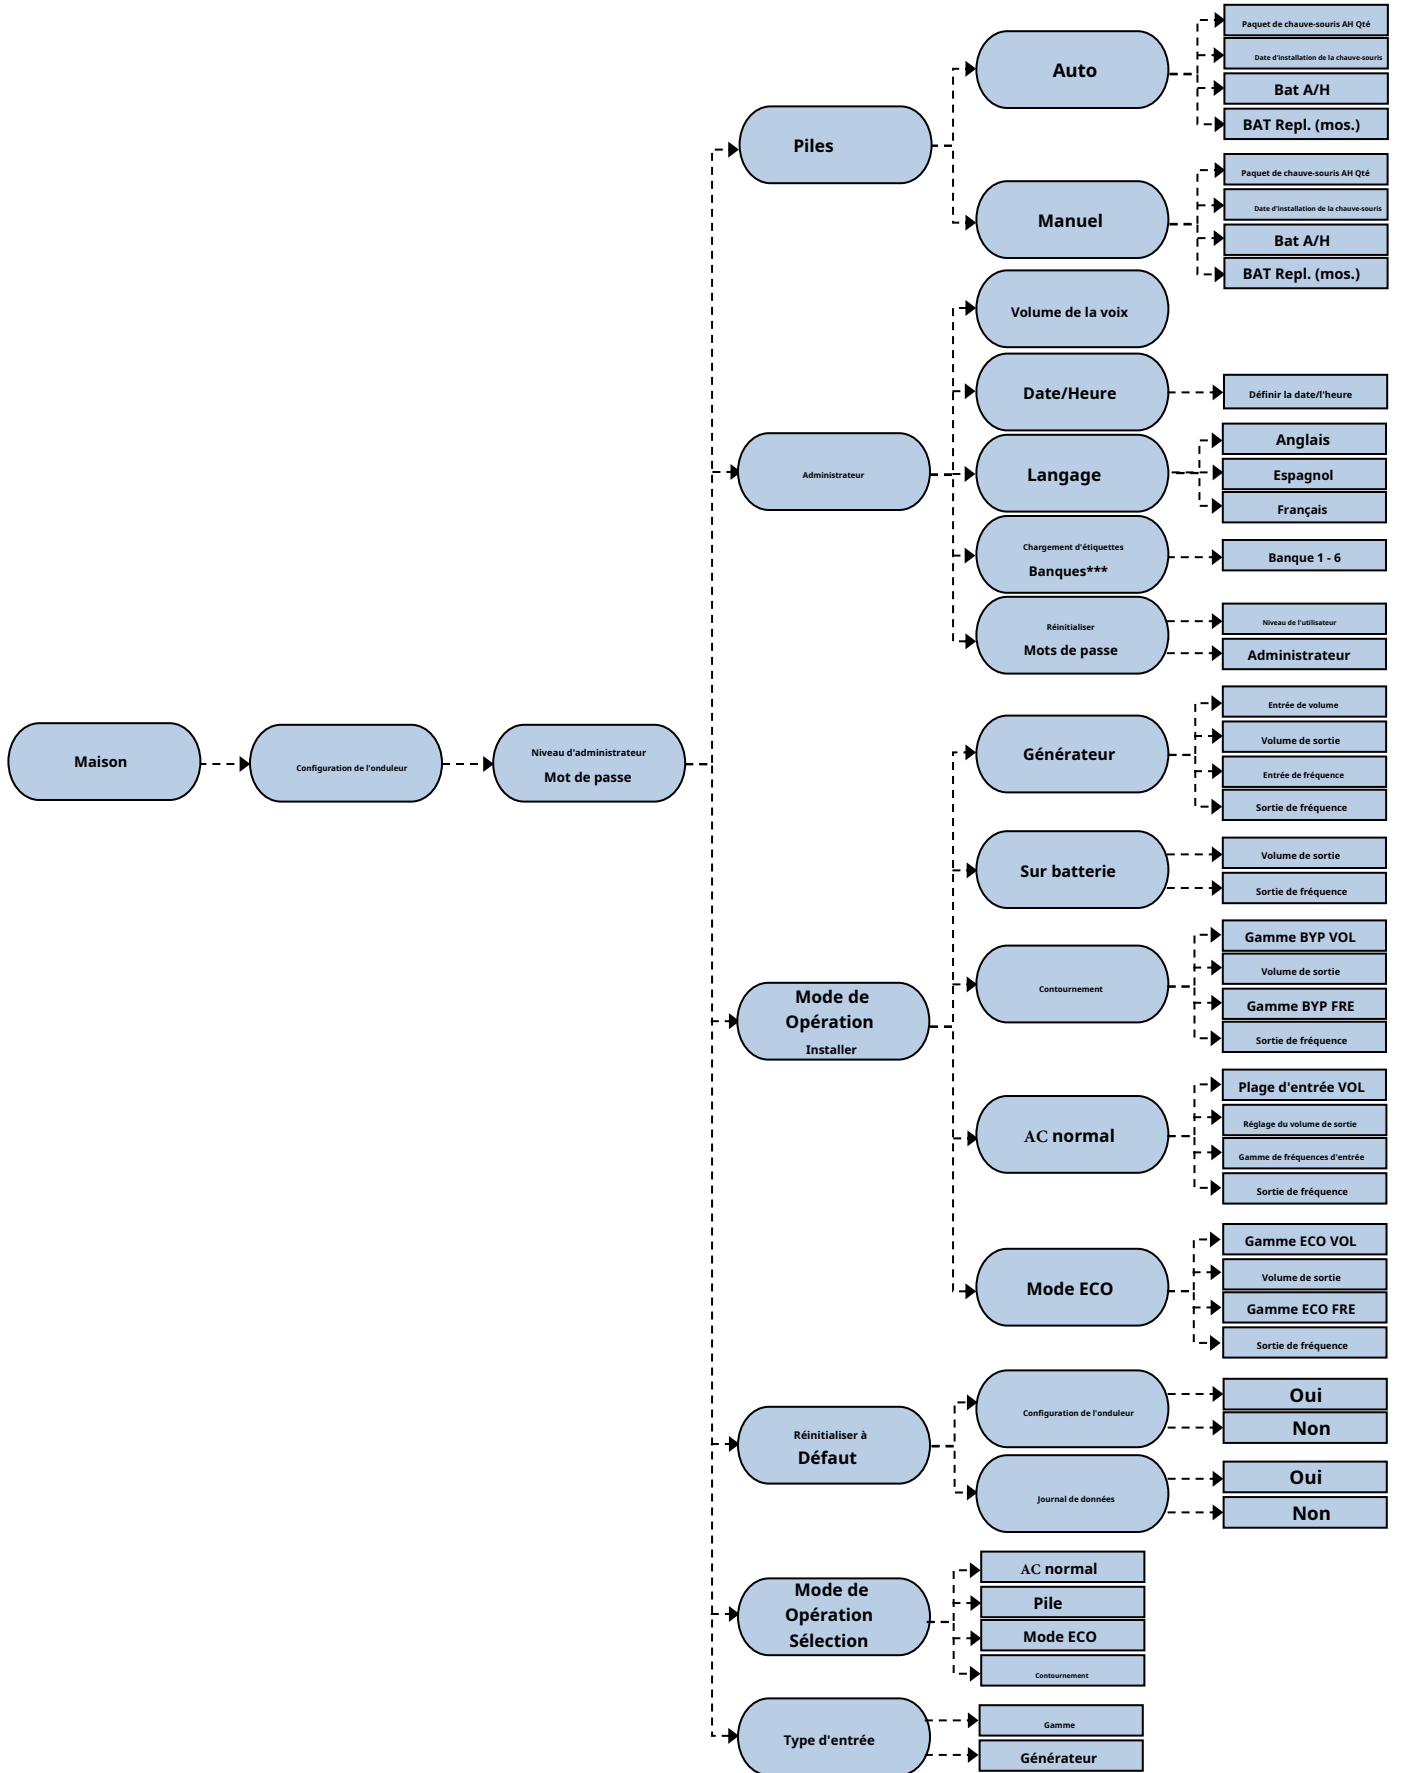 Maison
Configuration de l'onduleur
Niveau d'administrateur
Mot de passe
Piles
Auto
Paquet de chauve-souris AH Qté
Date d'installation de la chauve-souris
Bat A/H
BAT Repl. (mos.)
Manuel
Paquet de chauve-souris AH Qté
Date d'installation de la chauve-souris
Bat A/H
BAT Repl. (mos.)
Administrateur
Volume de la voix
Date/Heure
Définir la date/l'heure
Langage
Anglais
Espagnol
Français
Chargement d'étiquettes
Banques***
Banque 1 - 6
Réinitialiser
Mots de passe
Niveau de l'utilisateur
Administrateur
Mode de
Opération
Installer
Générateur
Entrée de volume
Volume de sortie
Entrée de fréquence
Sortie de fréquence
Sur batterie
Volume de sortie
Sortie de fréquence
Contournement
Gamme BYP VOL
Volume de sortie
Gamme BYP FRE
Sortie de fréquence
AC normal
Plage d'entrée VOL
Réglage du volume de sortie
Gamme de fréquences d'entrée
Sortie de fréquence
Mode ECO
Gamme ECO VOL
Volume de sortie
Gamme ECO FRE
Sortie de fréquence
Réinitialiser à
Défaut
Configuration de l'onduleur
Oui
Non
Journal de données
Oui
Non
Mode de
Opération
Sélection
AC normal
Pile
Mode ECO
Contournement
Type d'entrée
Gamme
Générateur